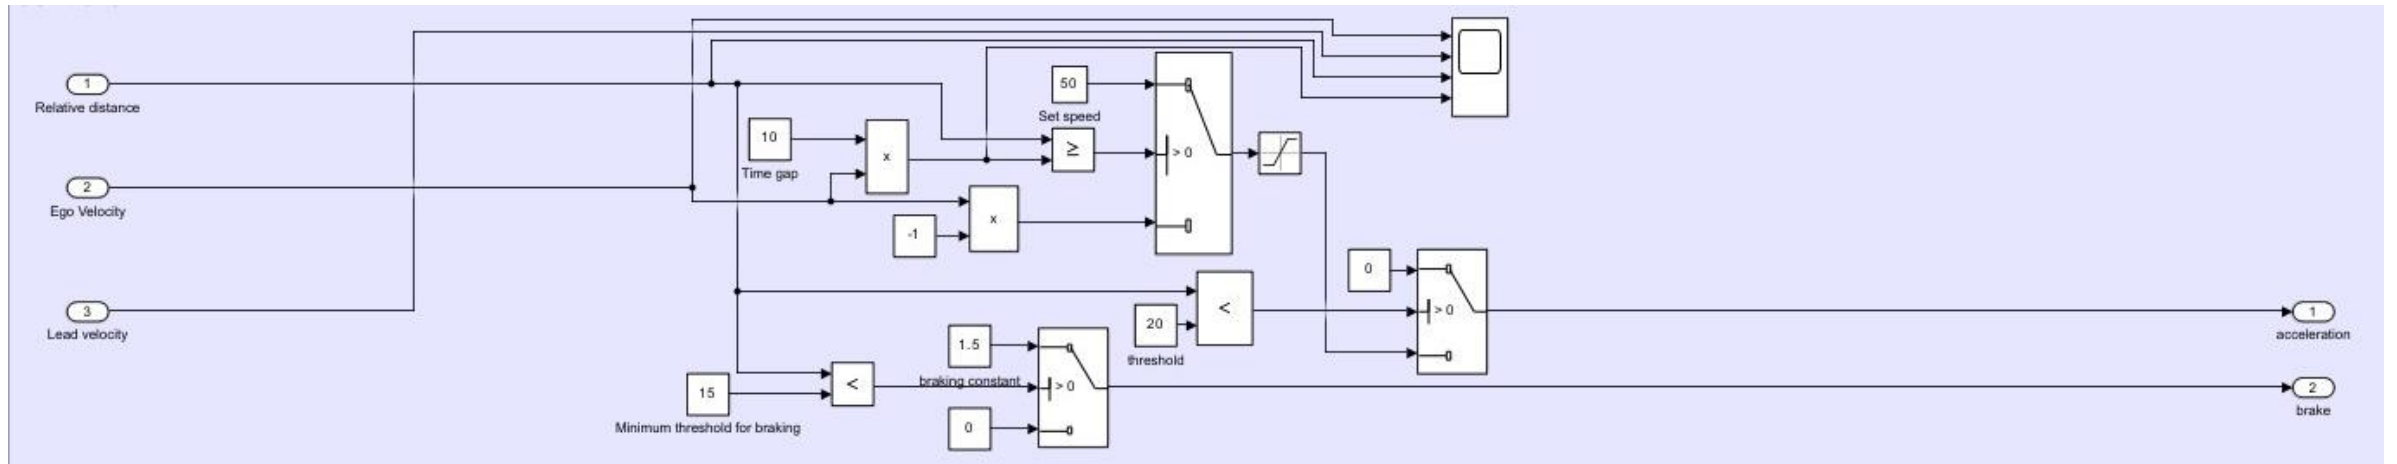 1
Relative distance
2
Ego Velocity
3
Lead velocity
10
Time gap
x
50
Set speed
≥
> 0
-1
x
20
threshold
<
0
> 0
15
Minimum threshold for braking
<
1.5
braking constant
> 0
0
1
acceleration
2
brake